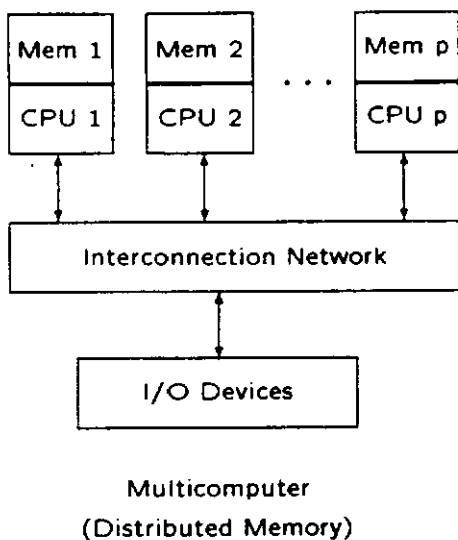 Mem 1 Mem 2 . . . Mem p
CPU 1 CPU 2 CPU p
Interconnection Network
I/O Devices
Multicomputer
(Distributed Memory)